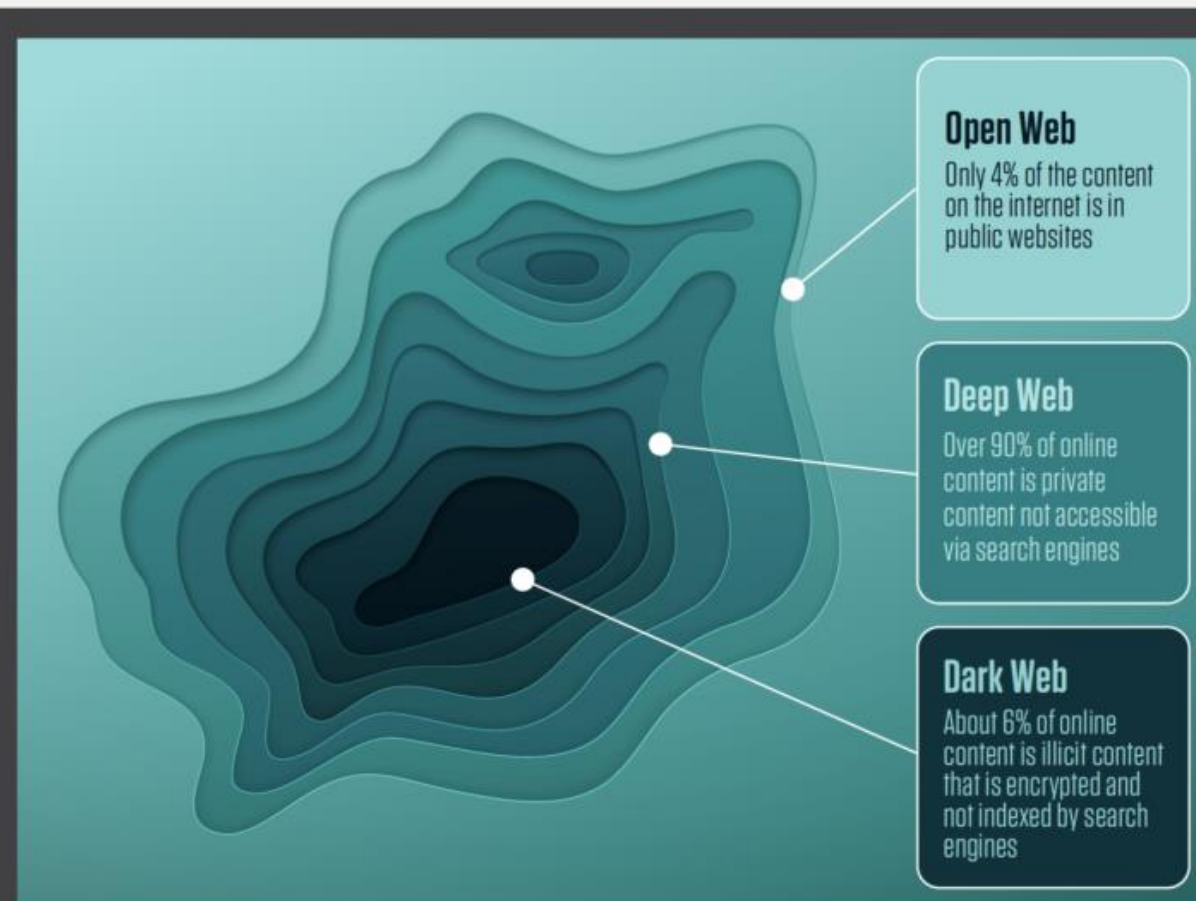 Open Web
Only 4% of the content
on the internet is in
public websites
Deep Web
Over 90% of online
content is private
content not accessible
via search engines
Dark Web
About 6% of online
content is illicit content
that is encrypted and
not indexed by search
engines